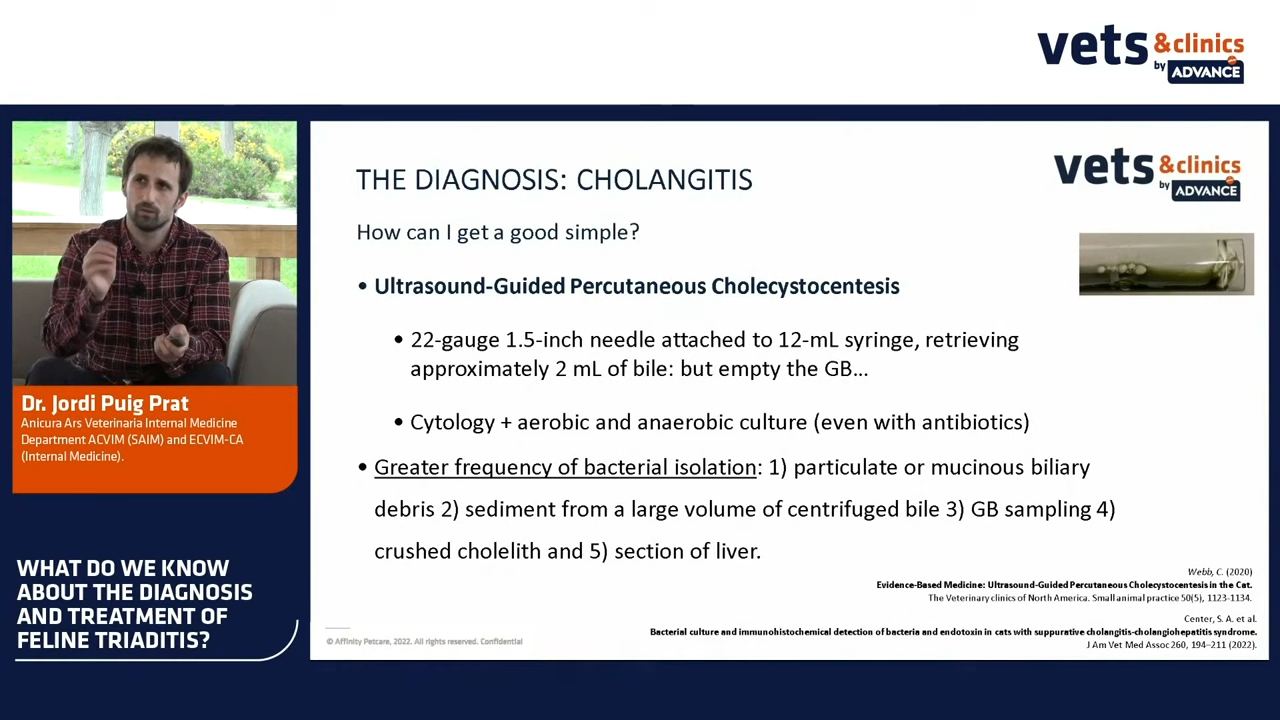 vets &clinics
by ADVANCE
THE DIAGNOSIS: CHOLANGITIS
vets &clinics
by ADVANCE
How can I get a good simple?
• Ultrasound-Guided Percutaneous Cholecystocentesis
• 22-gauge 1.5-inch needle attached to 12-mL syringe, retrieving
approximately 2 mL of bile: but empty the GB...
• Cytology + aerobic and anaerobic culture (even with antibiotics)
• Greater frequency of bacterial isolation: 1) particulate or mucinous biliary
debris 2) sediment from a large volume of centrifuged bile 3) GB sampling 4)
crushed cholelith and 5) section of liver.
Webb, C. (2020)
Evidence-Based Medicine: Ultrasound-Guided Percutaneous Cholecystocentesis in the Cat.
The Veterinary clinics of North America. Small animal practice 50(5), 1123-1134.
Center, S. A. et al.
Bacterial culture and immunohistochemical detection of bacteria and endotoxin in cats with suppurative cholangitis-cholangiohepatitis syndrome.
J Am Vet Med Assoc 260, 194–211 (2022).
© Affinity Petcare, 2022. All rights reserved. Confidential
Dr. Jordi Puig Prat
Anicura Ars Veterinaria Internal Medicine
Department ACVIM (SAIM) and ECVIM-CA
(Internal Medicine).
WHAT DO WE KNOW
ABOUT THE DIAGNOSIS
AND TREATMENT OF
FELINE TRIADITIS?